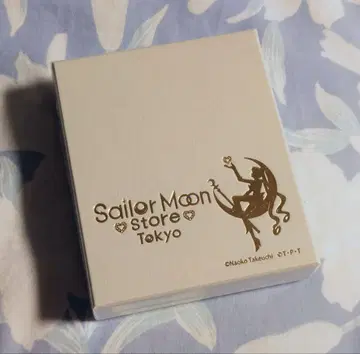 Sailor Moon
Store
Tokyo
©Naoko Takeuchi ©T-P-T